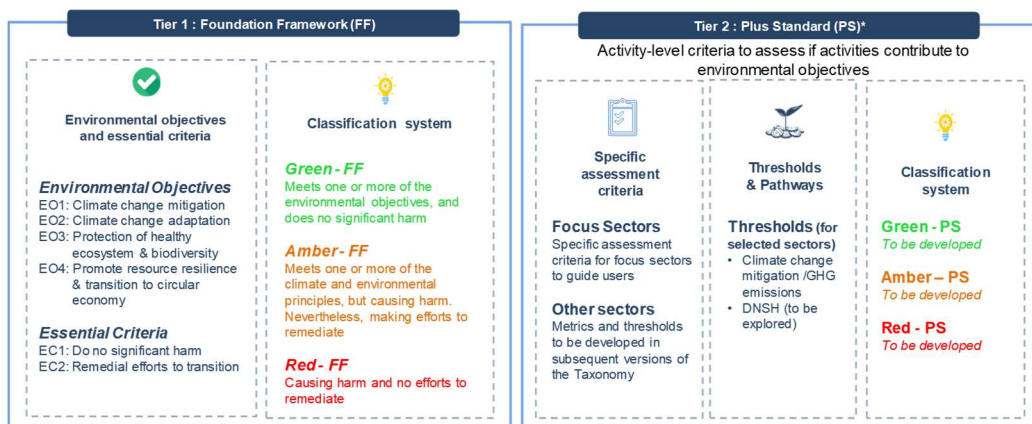 Tier 1 : Foundation Framework (FF)
Environmental objectives
and essential criteria
Environmental Objectives
EO1: Climate change mitigation
EO2: Climate change adaptation
EO3: Protection of healthy
ecosystem & biodiversity
EO4: Promote resource resilience
& transition to circular
economy
Essential Criteria
EC1: Do no significant harm
EC2: Remedial efforts to transition
Classification system
Green - FF
Meets one or more of the
environmental objectives, and
does no significant harm
Amber - FF
Meets one or more of the
climate and environmental
principles, but causing harm.
Nevertheless, making efforts to
remediate
Red - FF
Causing harm and no efforts to
remediate
Tier 2 : Plus Standard (PS)*
Activity-level criteria to assess if activities contribute to
environmental objectives
Specific
assessment
criteria
Focus Sectors
Specific assessment
criteria for focus sectors
to guide users
Other sectors
Metrics and thresholds
to be developed in
subsequent versions of
the Taxonomy
Thresholds
& Pathways
Thresholds (for
selected sectors)
• Climate change
mitigation /GHG
emissions
• DNSH (to be
explored)
Classification
system
Green - PS
To be developed
Amber – PS
To be developed
Red - PS
To be developed